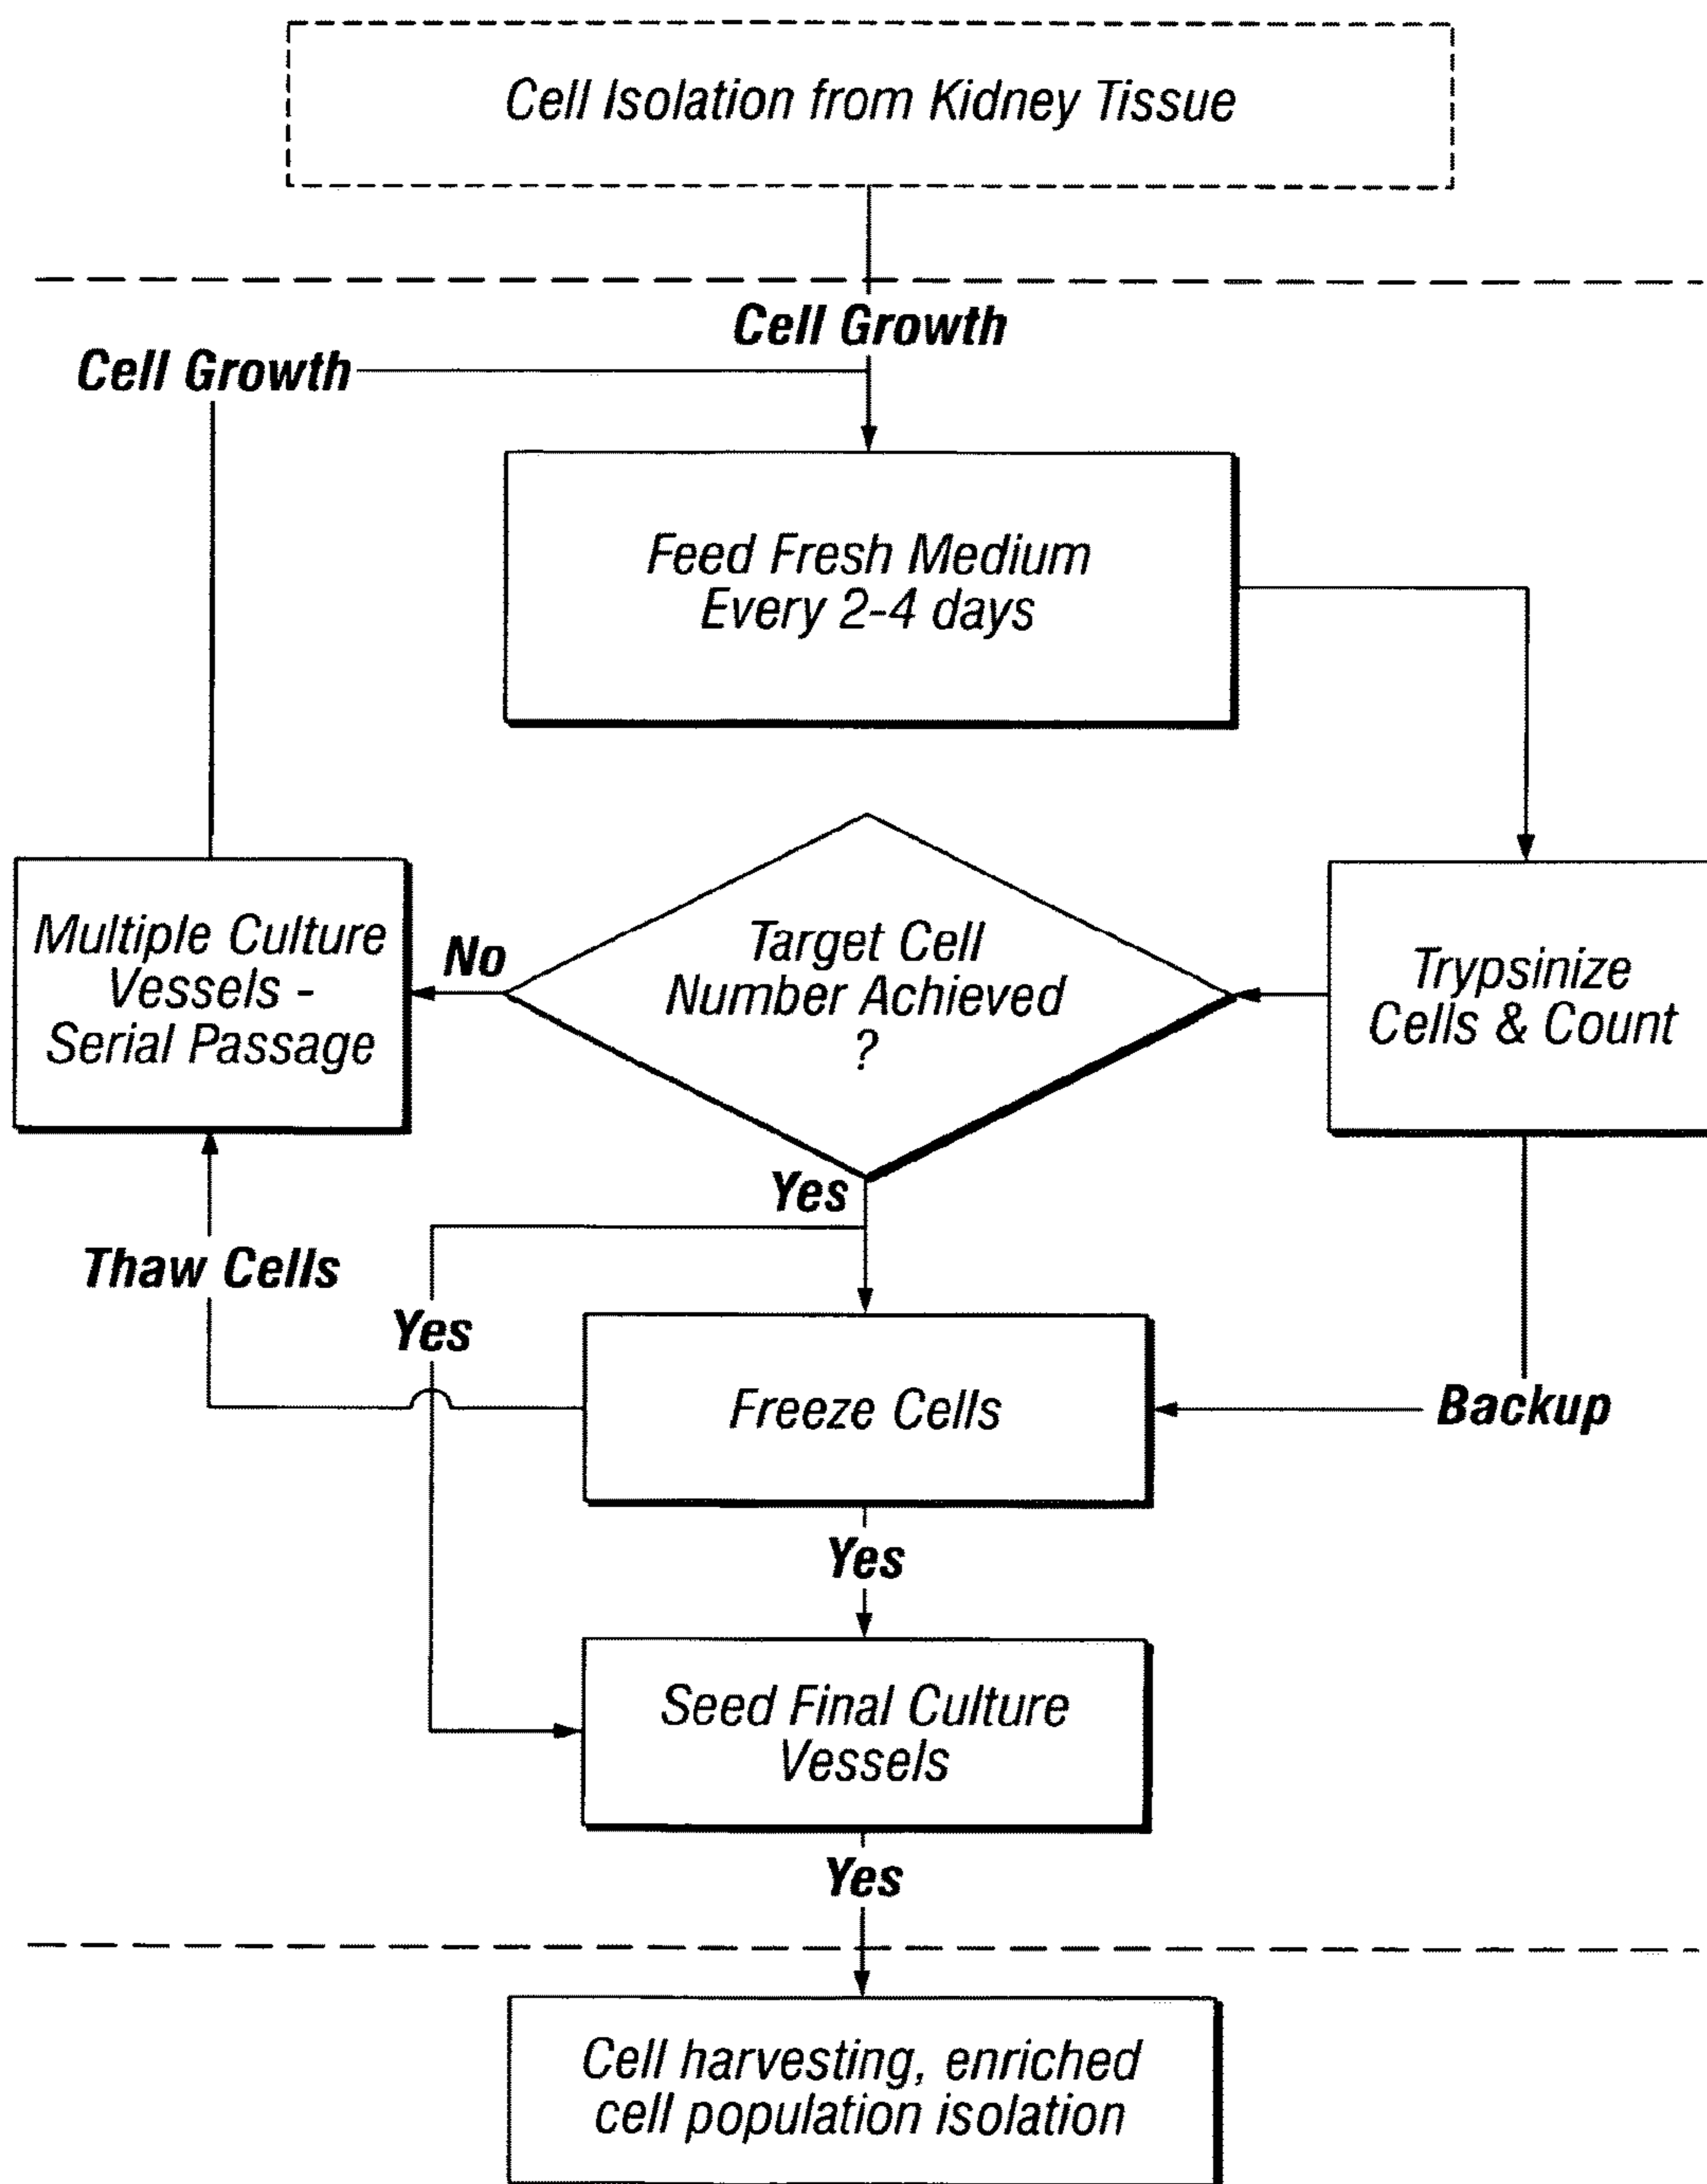 Cell Isolation from Kidney Tissue
Cell Growth
Cell Growth
Feed Fresh Medium
Every 2-4 days
Multiple Culture
Vessels -
Serial Passage
No
Target Cell
Number Achieved
?
Trypsinize
Cells & Count
Yes
Thaw Cells
Yes
Freeze Cells
Backup
Yes
Seed Final Culture
Vessels
Yes
Cell harvesting, enriched
cell population isolation